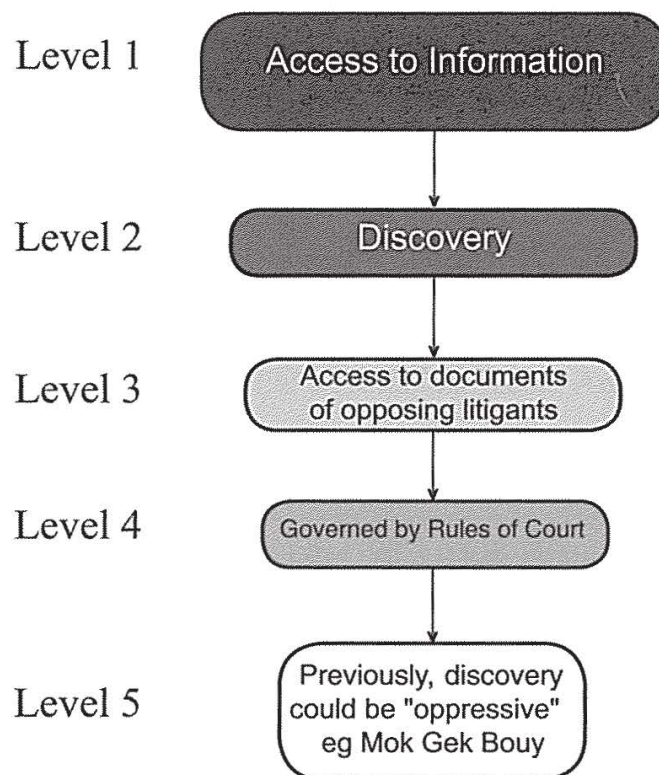 Level 1
Access to Information
Level 2
Discovery
Level 3
Access to documents
of opposing litigants
Level 4
Governed by Rules of Court
Level 5
Previously, discovery
could be "oppressive"
eg Mok Gek Bouy